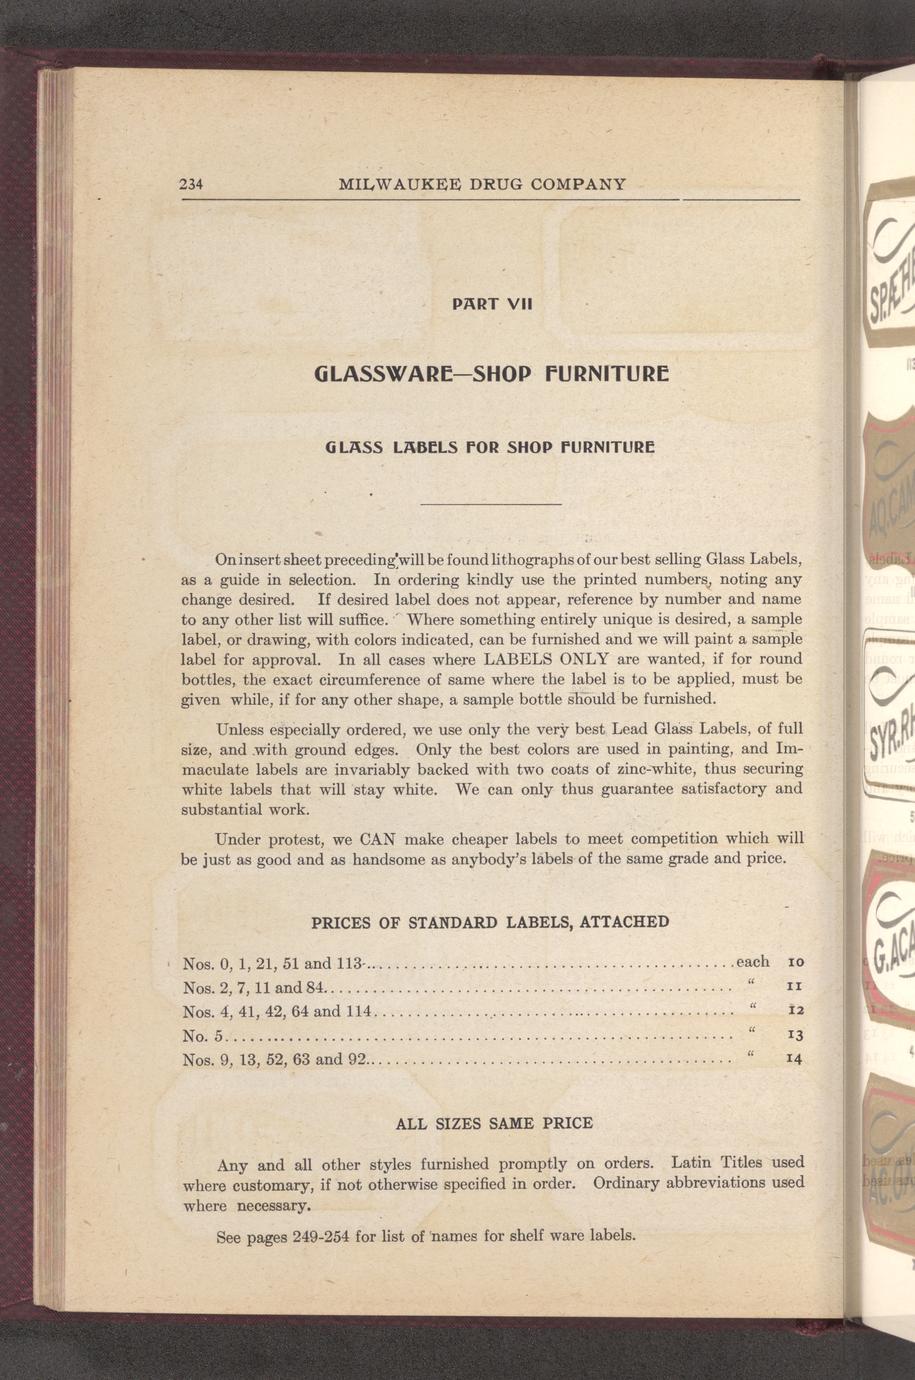 234 MILWAUKEE DRUG COMPANY
PART VII
GLASSWARE—SHOP FURNITURE
GLASS LABELS FOR SHOP FURNITURE
On insert sheet preceding will be found lithographs of our best selling Glass Labels,
as a guide in selection. In ordering kindly use the printed numbers, noting any
change desired. If desired label does not appear, reference by number and name
to any other list will suffice. Where something entirely unique is desired, a sample
label, or drawing, with colors indicated, can be furnished and we will paint a sample
label for approval. In all cases where LABELS ONLY are wanted, if for round
bottles, the exact circumference of same where the label is to be applied, must be
given while, if for any other shape, a sample bottle should be furnished.
Unless especially ordered, we use only the very best Lead Glass Labels, of full
size, and with ground edges. Only the best colors are used in painting, and Im-
maculate labels are invariably backed with two coats of zinc-white, thus securing
white labels that will stay white. We can only thus guarantee satisfactory and
substantial work.
Under protest, we CAN make cheaper labels to meet competition which will
be just as good and as handsome as anybody's labels of the same grade and price.
PRICES OF STANDARD LABELS, ATTACHED
Nos. 0, 1, 21, 51 and 113 each 10
Nos. 2, 7, 11 and 84 " 11
Nos. 4, 41, 42, 64 and 114 " 12
No. 5 " 13
Nos. 9, 13, 52, 63 and 92 " 14
ALL SIZES SAME PRICE
Any and all other styles furnished promptly on orders. Latin Titles used
where customary, if not otherwise specified in order. Ordinary abbreviations used
where necessary.
See pages 249-254 for list of names for shelf ware labels.